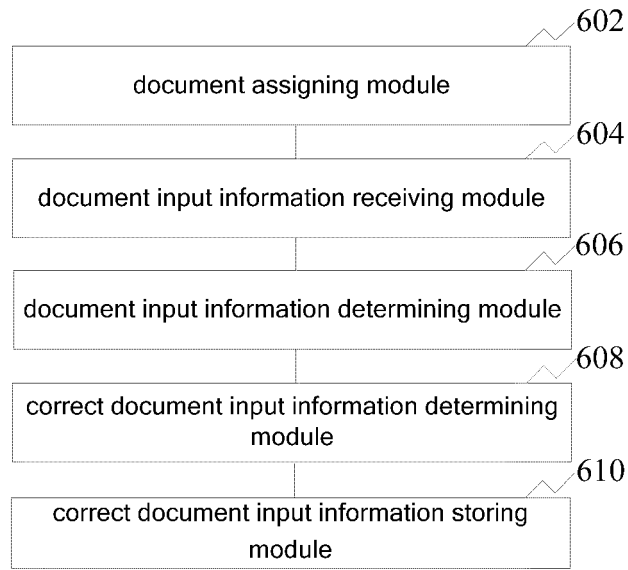 602
document assigning module
604
document input information receiving module
606
document input information determining module
608
correct document input information determining
module
610
correct document input information storing
module